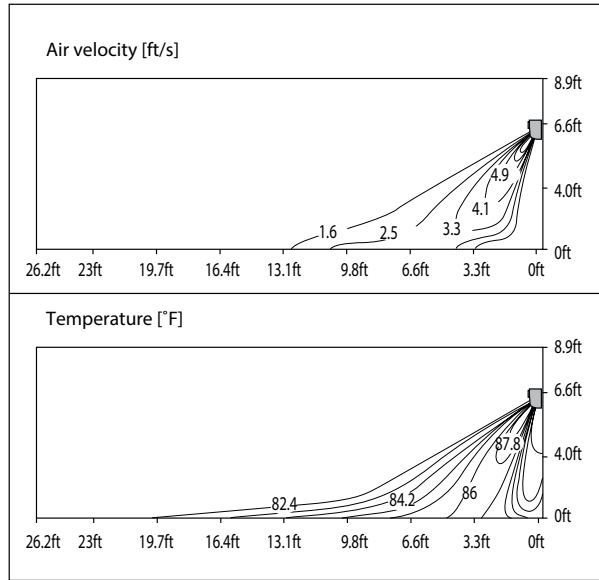 Air velocity [ft/s]
8.9ft
6.6ft
4.9
4.0ft
4.1
1.6
2.5
3.3
0ft
26.2ft 23ft 19.7ft 16.4ft 13.1ft 9.8ft 6.6ft 3.3ft 0ft
Temperature [˚F]
8.9ft
6.6ft
87.8
4.0ft
86
84.2
82.4
0ft
26.2ft 23ft 19.7ft 16.4ft 13.1ft 9.8ft 6.6ft 3.3ft 0ft